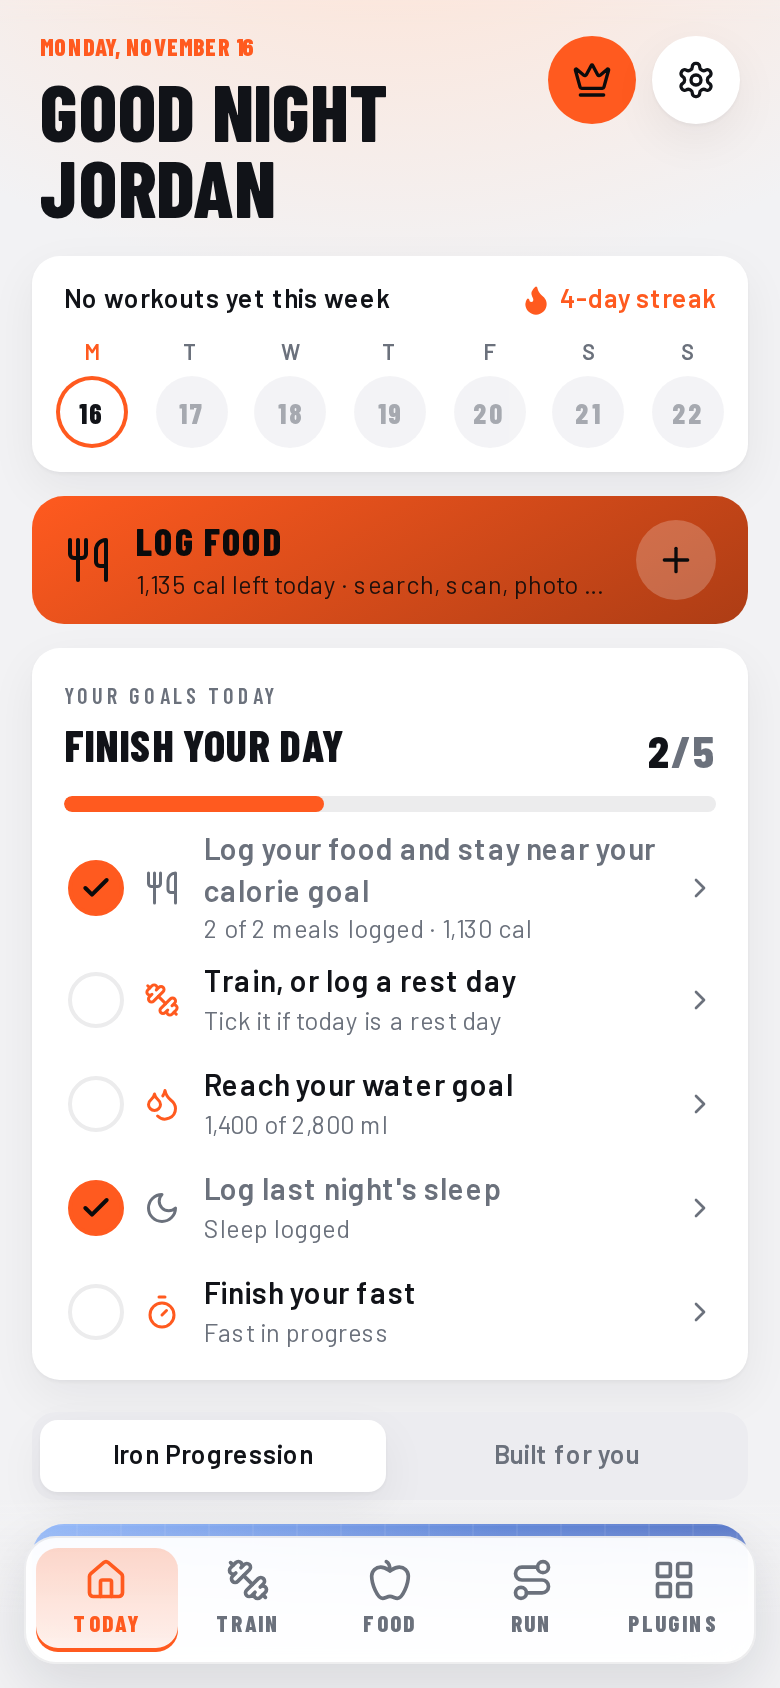 MONDAY, NOVEMBER 16
GOOD NIGHT
JORDAN
No workouts yet this week
4-day streak
M T W T F S S
16 17 18 19 20 21 22
LOG FOOD
1,135 cal left today · search, scan, photo ...
YOUR GOALS TODAY
FINISH YOUR DAY
2/5
Log your food and stay near your
calorie goal
2 of 2 meals logged · 1,130 cal
Train, or log a rest day
Tick it if today is a rest day
Reach your water goal
1,400 of 2,800 ml
Log last night's sleep
Sleep logged
Finish your fast
Fast in progress
Iron Progression
Built for you
TODAY TRAIN FOOD RUN PLUGINS